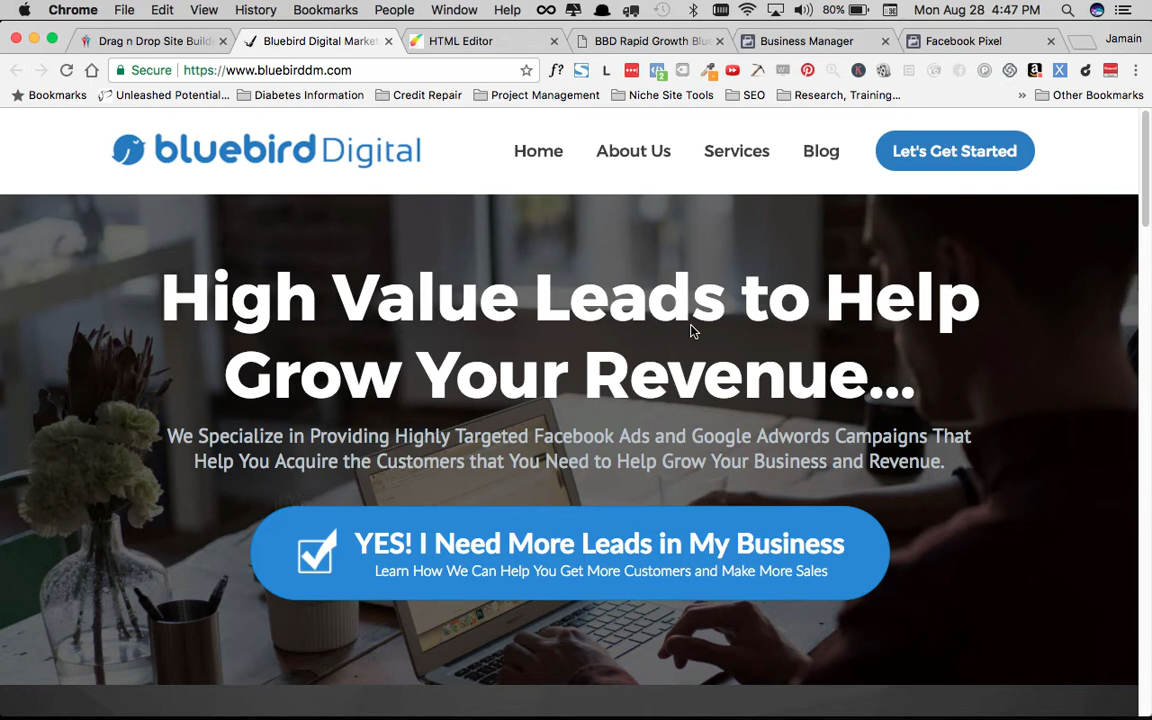 Chrome File Edit View History Bookmarks People Window Help 80% Mon Aug 28 4:47 PM
Drag n Drop Site Builde
Bluebird Digital Market
HTML Editor
BBD Rapid Growth Blue
Business Manager
Facebook Pixel
Jamain
Secure https://www.bluebirddm.com
Bookmarks Unleashed Potential... Diabetes Information Credit Repair Project Management Niche Site Tools SEO Research, Training... » Other Bookmarks
bluebird Digital
Home About Us Services Blog Let's Get Started
High Value Leads to Help
Grow Your Revenue...
We Specialize in Providing Highly Targeted Facebook Ads and Google Adwords Campaigns That
Help You Acquire the Customers that You Need to Help Grow Your Business and Revenue.
YES! I Need More Leads in My Business
Learn How We Can Help You Get More Customers and Make More Sales